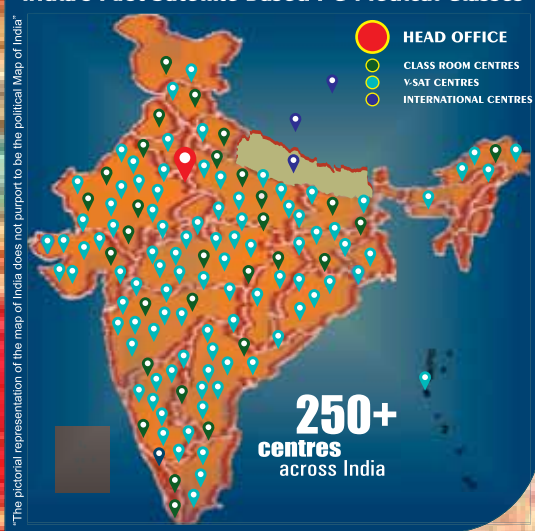 HEAD OFFICE
CLASS ROOM CENTRES
V-SAT CENTRES
INTERNATIONAL CENTRES
250+
centres
across India
"The pictorial representation of the map of India does not purport to be the political Map of India"